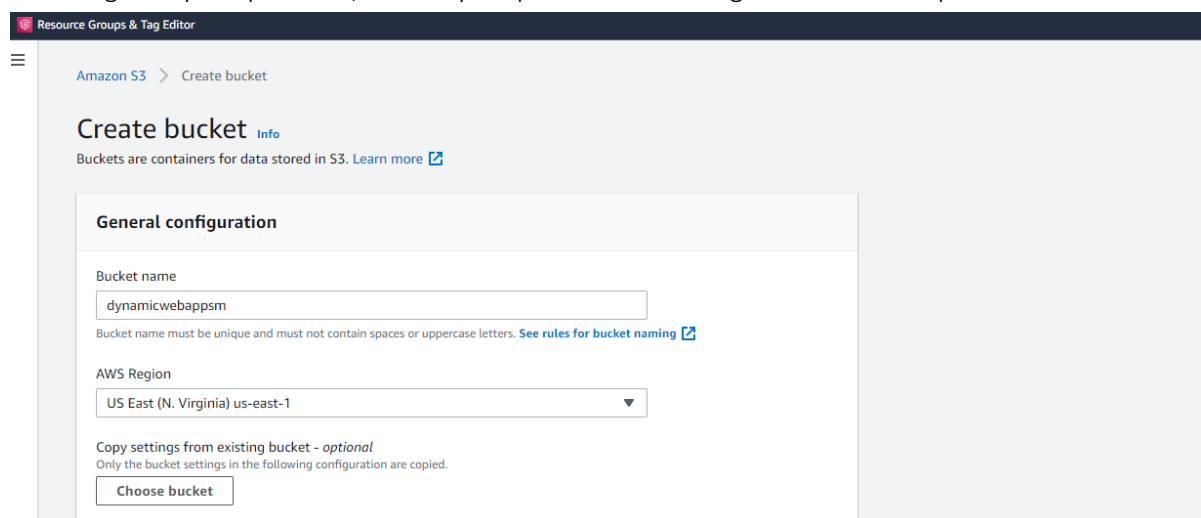 Resource Groups & Tag Editor
Amazon S3 > Create bucket
Create bucket Info
Buckets are containers for data stored in S3. Learn more
General configuration
Bucket name
dynamicwebappsm
Bucket name must be unique and must not contain spaces or uppercase letters. See rules for bucket naming
AWS Region
US East (N. Virginia) us-east-1
Copy settings from existing bucket - optional
Only the bucket settings in the following configuration are copied.
Choose bucket